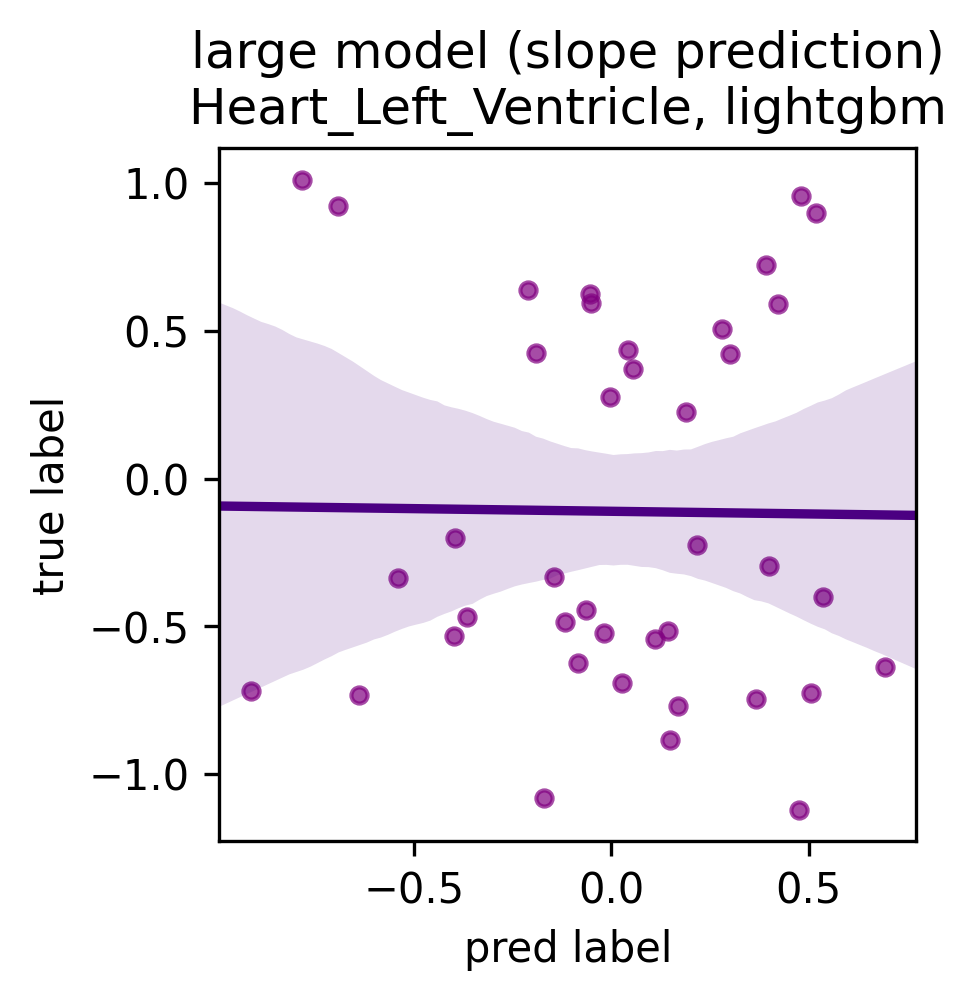 large model (slope prediction)
Heart_Left_Ventricle, lightgbm
1.0
0.5
0.0
−0.5
−1.0
true label
−0.5
0.0
0.5
pred label